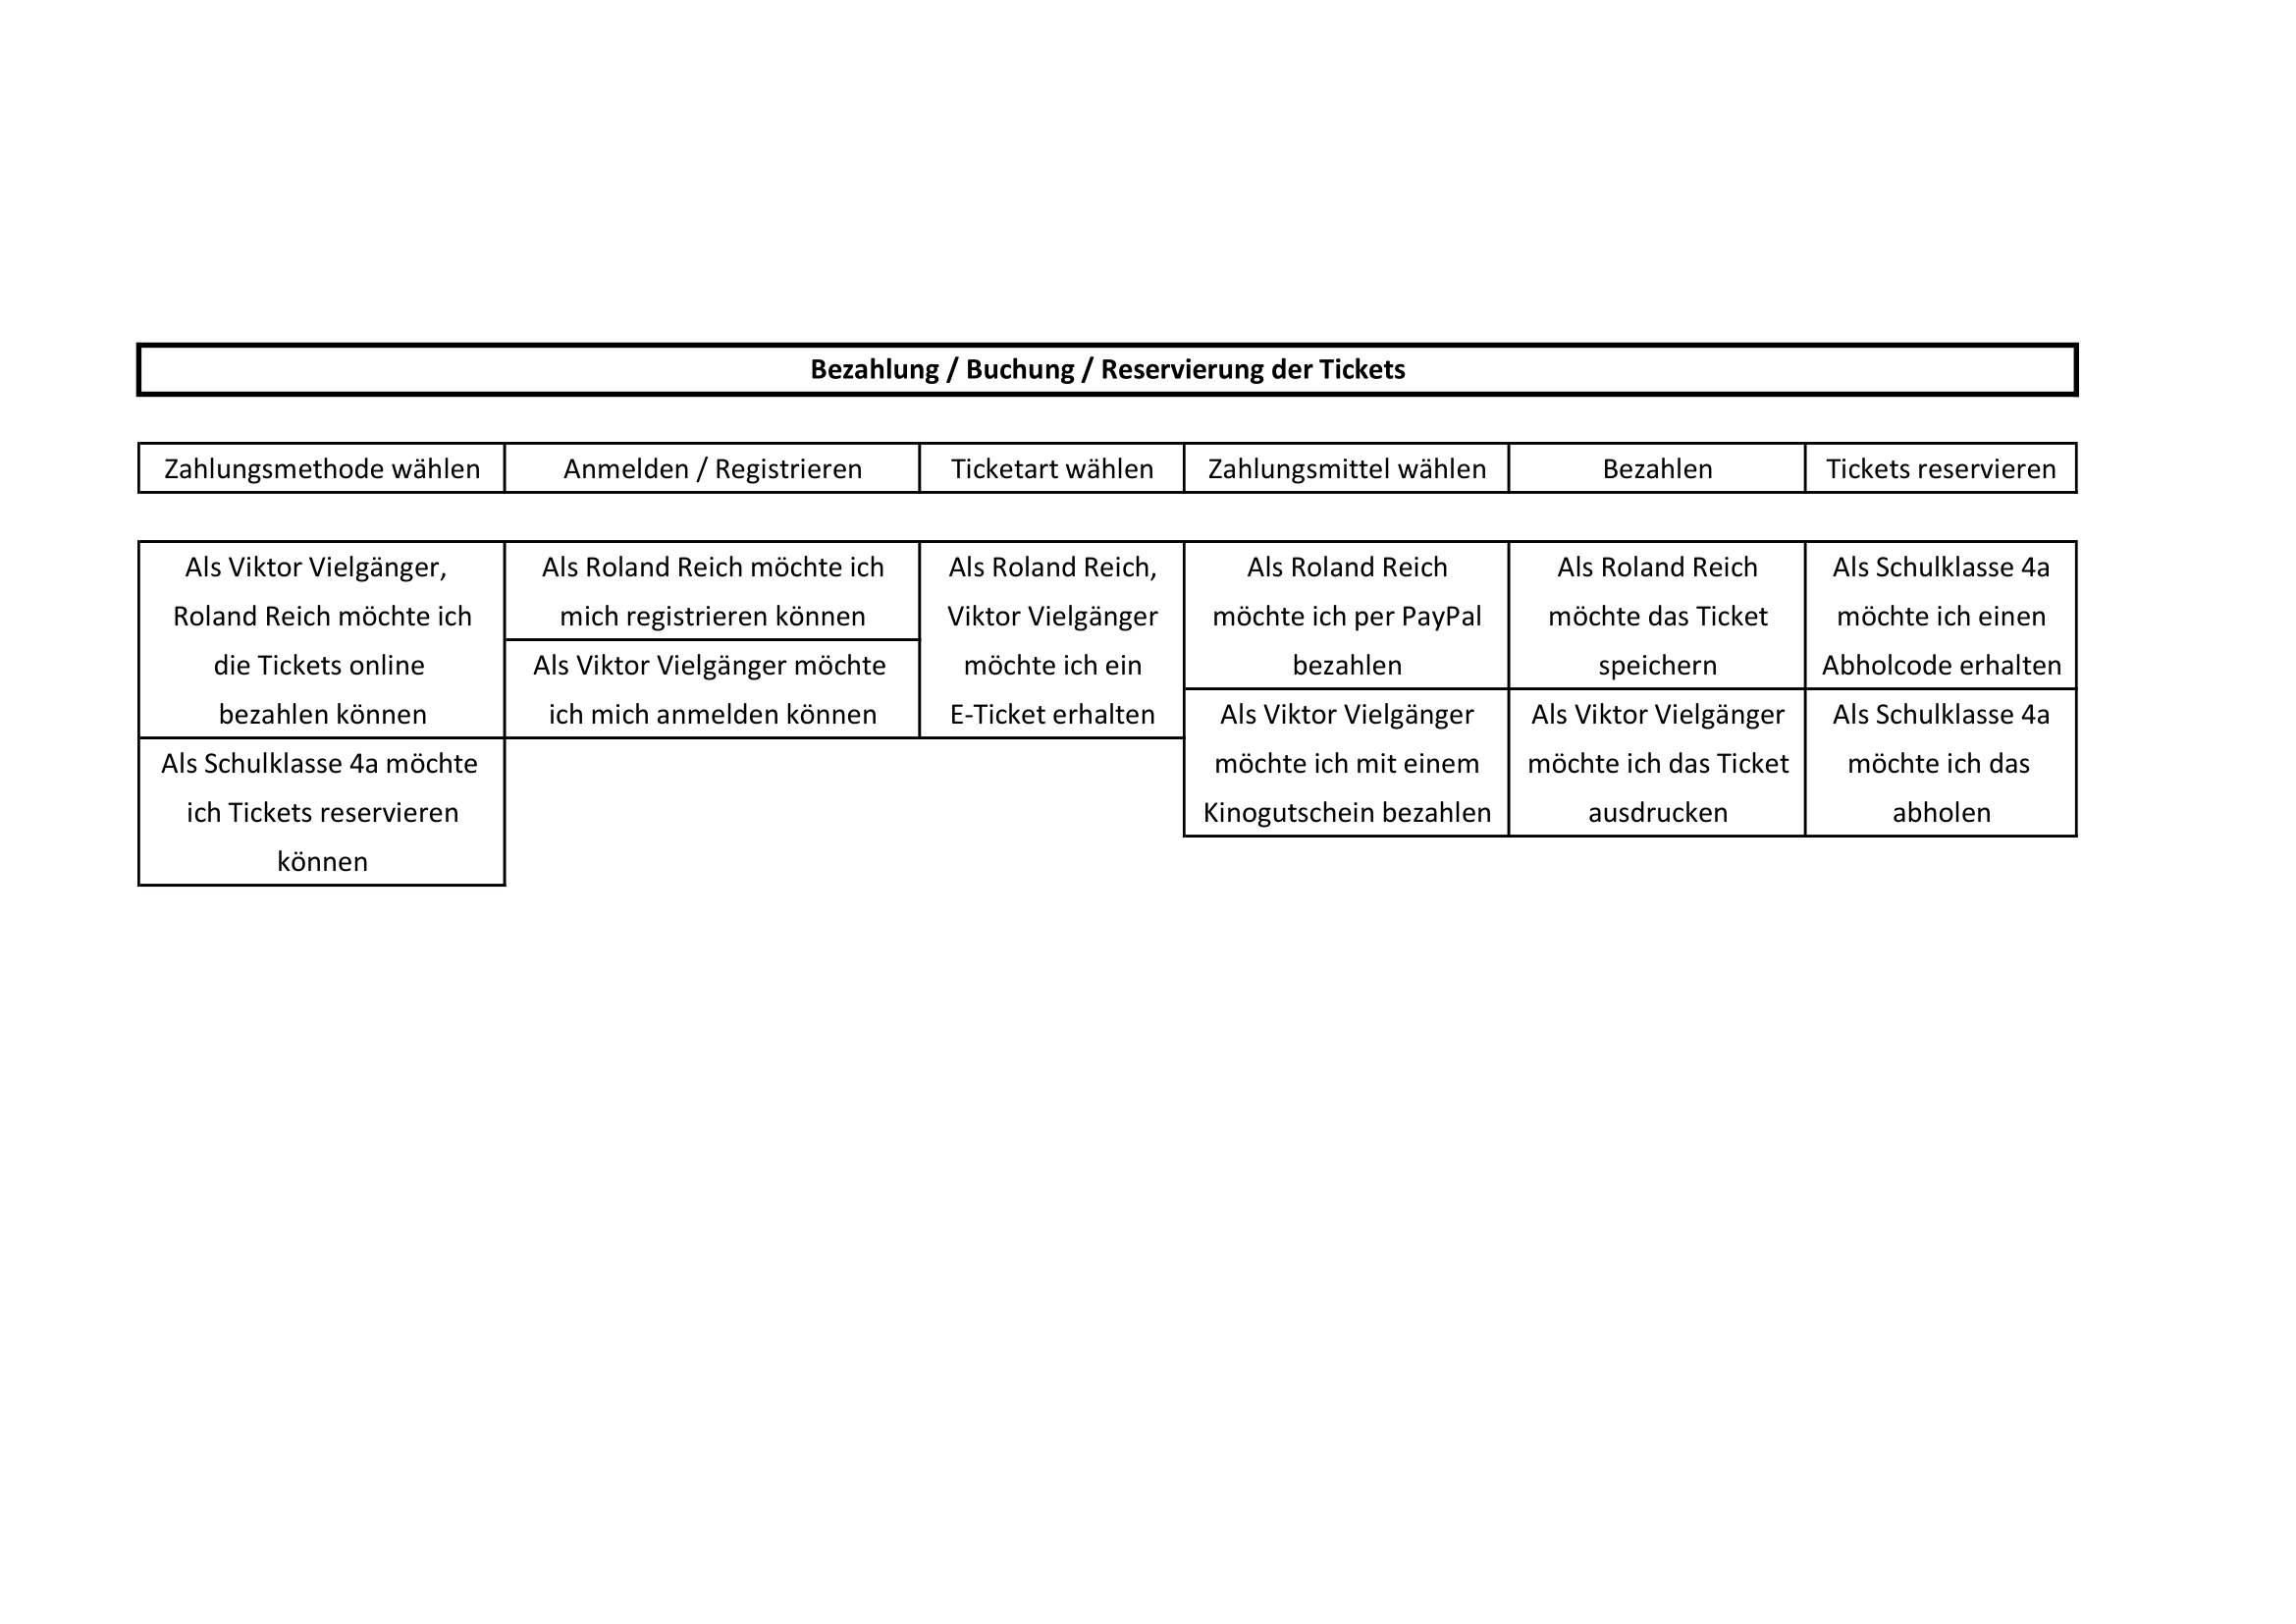 Bezahlung / Buchung / Reservierung der Tickets
Zahlungsmethode wählen
Anmelden / Registrieren
Ticketart wählen
Zahlungsmittel wählen
Bezahlen
Tickets reservieren
Als Viktor Vielgänger,
Roland Reich möchte ich
die Tickets online
bezahlen können
Als Schulklasse 4a möchte
ich Tickets reservieren
können
Als Roland Reich möchte ich
mich registrieren können
Als Viktor Vielgänger möchte
ich mich anmelden können
Als Roland Reich,
Viktor Vielgänger
möchte ich ein
E-Ticket erhalten
Als Roland Reich
möchte ich per PayPal
bezahlen
Als Viktor Vielgänger
möchte ich mit einem
Kinogutschein bezahlen
Als Roland Reich
möchte das Ticket
speichern
Als Viktor Vielgänger
möchte ich das Ticket
ausdrucken
Als Schulklasse 4a
möchte ich einen
Abholcode erhalten
Als Schulklasse 4a
möchte ich das
abholen